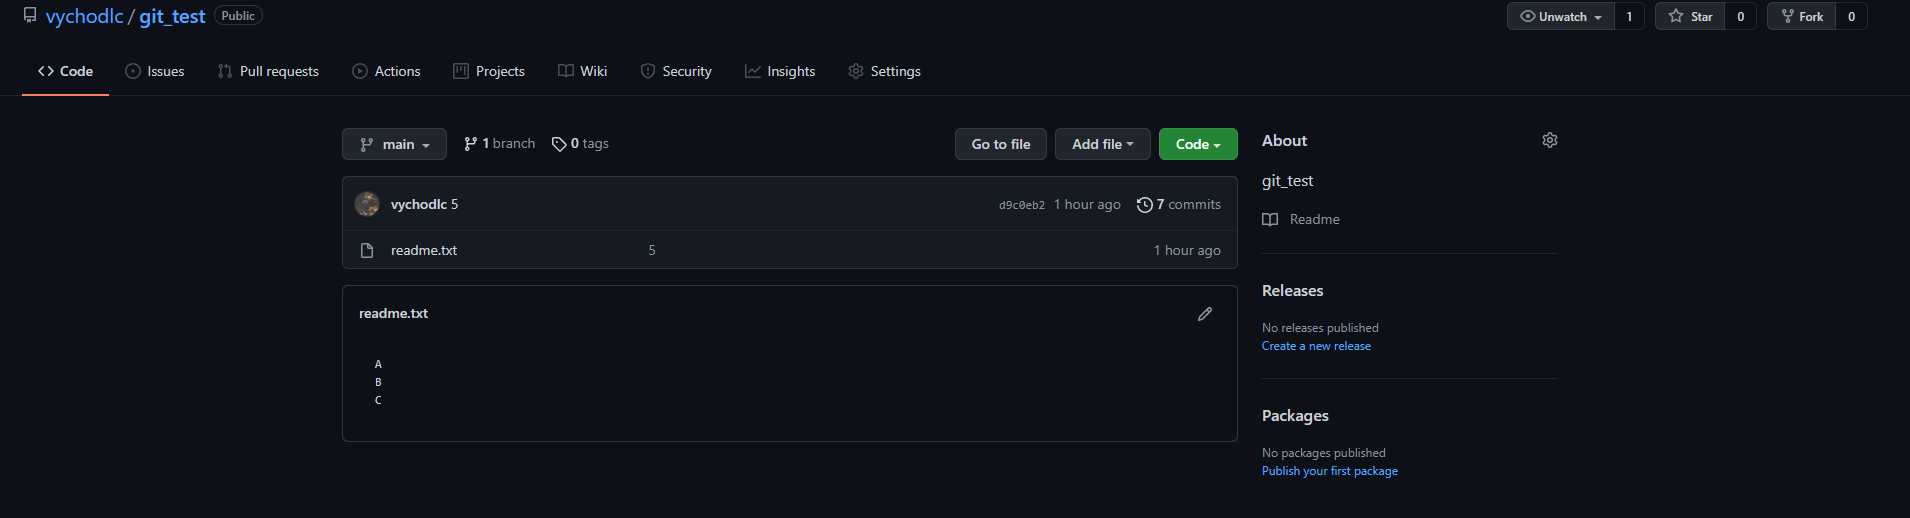 vychodlc / git_test Public Unwatch 1 Star 0 Fork 0
Code Issues Pull requests Actions Projects Wiki Security Insights Settings
main 1 branch 0 tags Go to file Add file Code
vychodlc 5 d9c0eb2 1 hour ago 7 commits
readme.txt 5 1 hour ago
readme.txt
A
B
C
About
git_test
Readme
Releases
No releases published
Create a new release
Packages
No packages published
Publish your first package